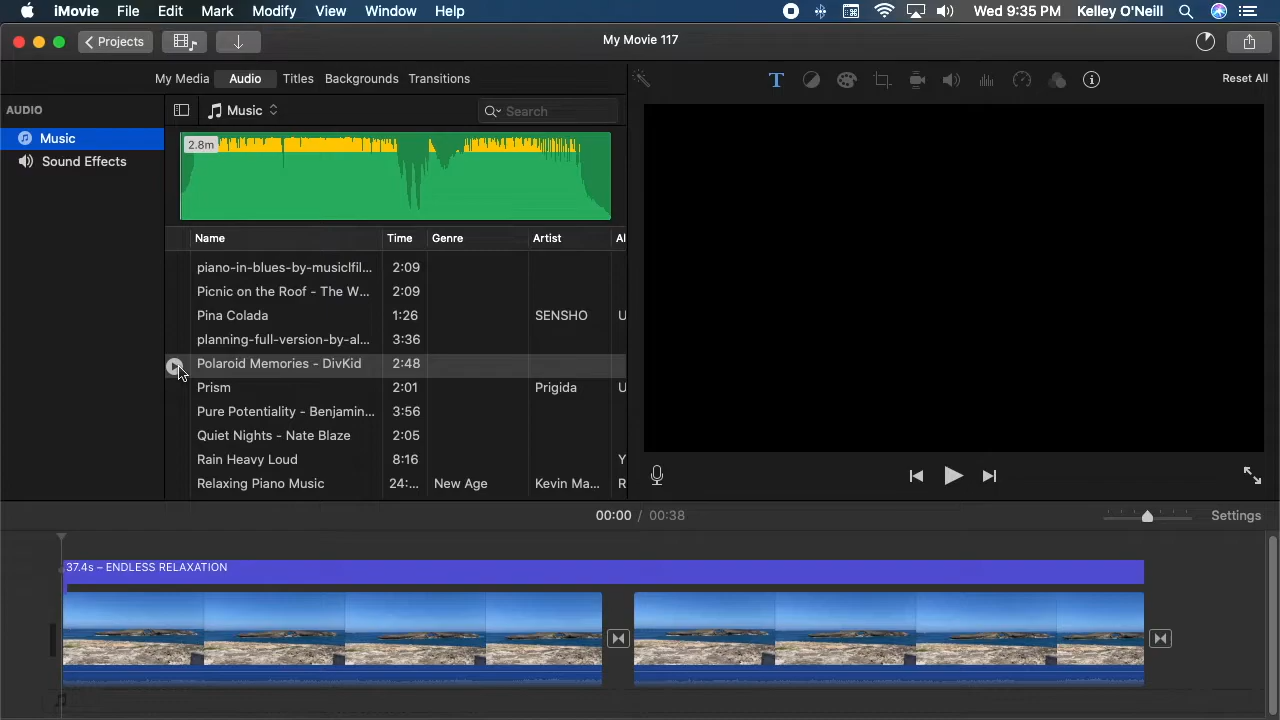 iMovie File Edit Mark Modify View Window Help Wed 9:35 PM Kelley O'Neill
Projects My Movie 117
My Media Audio Titles Backgrounds Transitions T Reset All
AUDIO Music Search
Music
Sound Effects
2.8m
Name Time Genre Artist Al
piano-in-blues-by-musiclfil... 2:09
Picnic on the Roof - The W... 2:09
Pina Colada 1:26 SENSHO U
planning-full-version-by-al... 3:36
Polaroid Memories - DivKid 2:48
Prism 2:01 Prigida U
Pure Potentiality - Benjamin... 3:56
Quiet Nights - Nate Blaze 2:05
Rain Heavy Loud 8:16 Y
Relaxing Piano Music 24:... New Age Kevin Ma... R
00:00 / 00:38 Settings
37.4s – ENDLESS RELAXATION